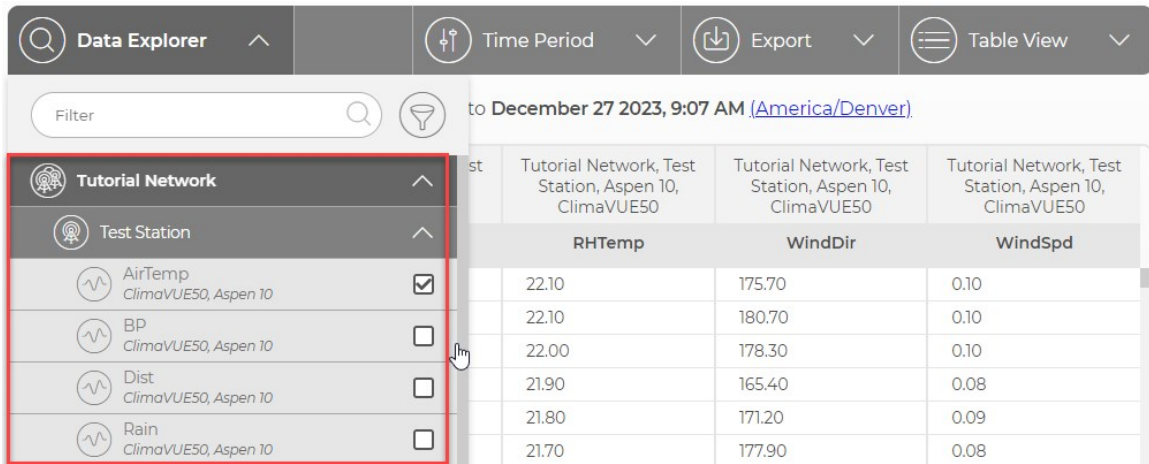 Data Explorer
Time Period
Export
Table View
Filter
to December 27 2023, 9:07 AM (America/Denver)
Tutorial Network
Test Station
AirTemp
ClimaVUE50, Aspen 10
BP
ClimaVUE50, Aspen 10
Dist
ClimaVUE50, Aspen 10
Rain
ClimaVUE50, Aspen 10
st
Tutorial Network, Test
Station, Aspen 10,
ClimaVUE50
Tutorial Network, Test
Station, Aspen 10,
ClimaVUE50
Tutorial Network, Test
Station, Aspen 10,
ClimaVUE50
RHTemp WindDir WindSpd
22.10 175.70 0.10
22.10 180.70 0.10
22.00 178.30 0.10
21.90 165.40 0.08
21.80 171.20 0.09
21.70 177.90 0.08